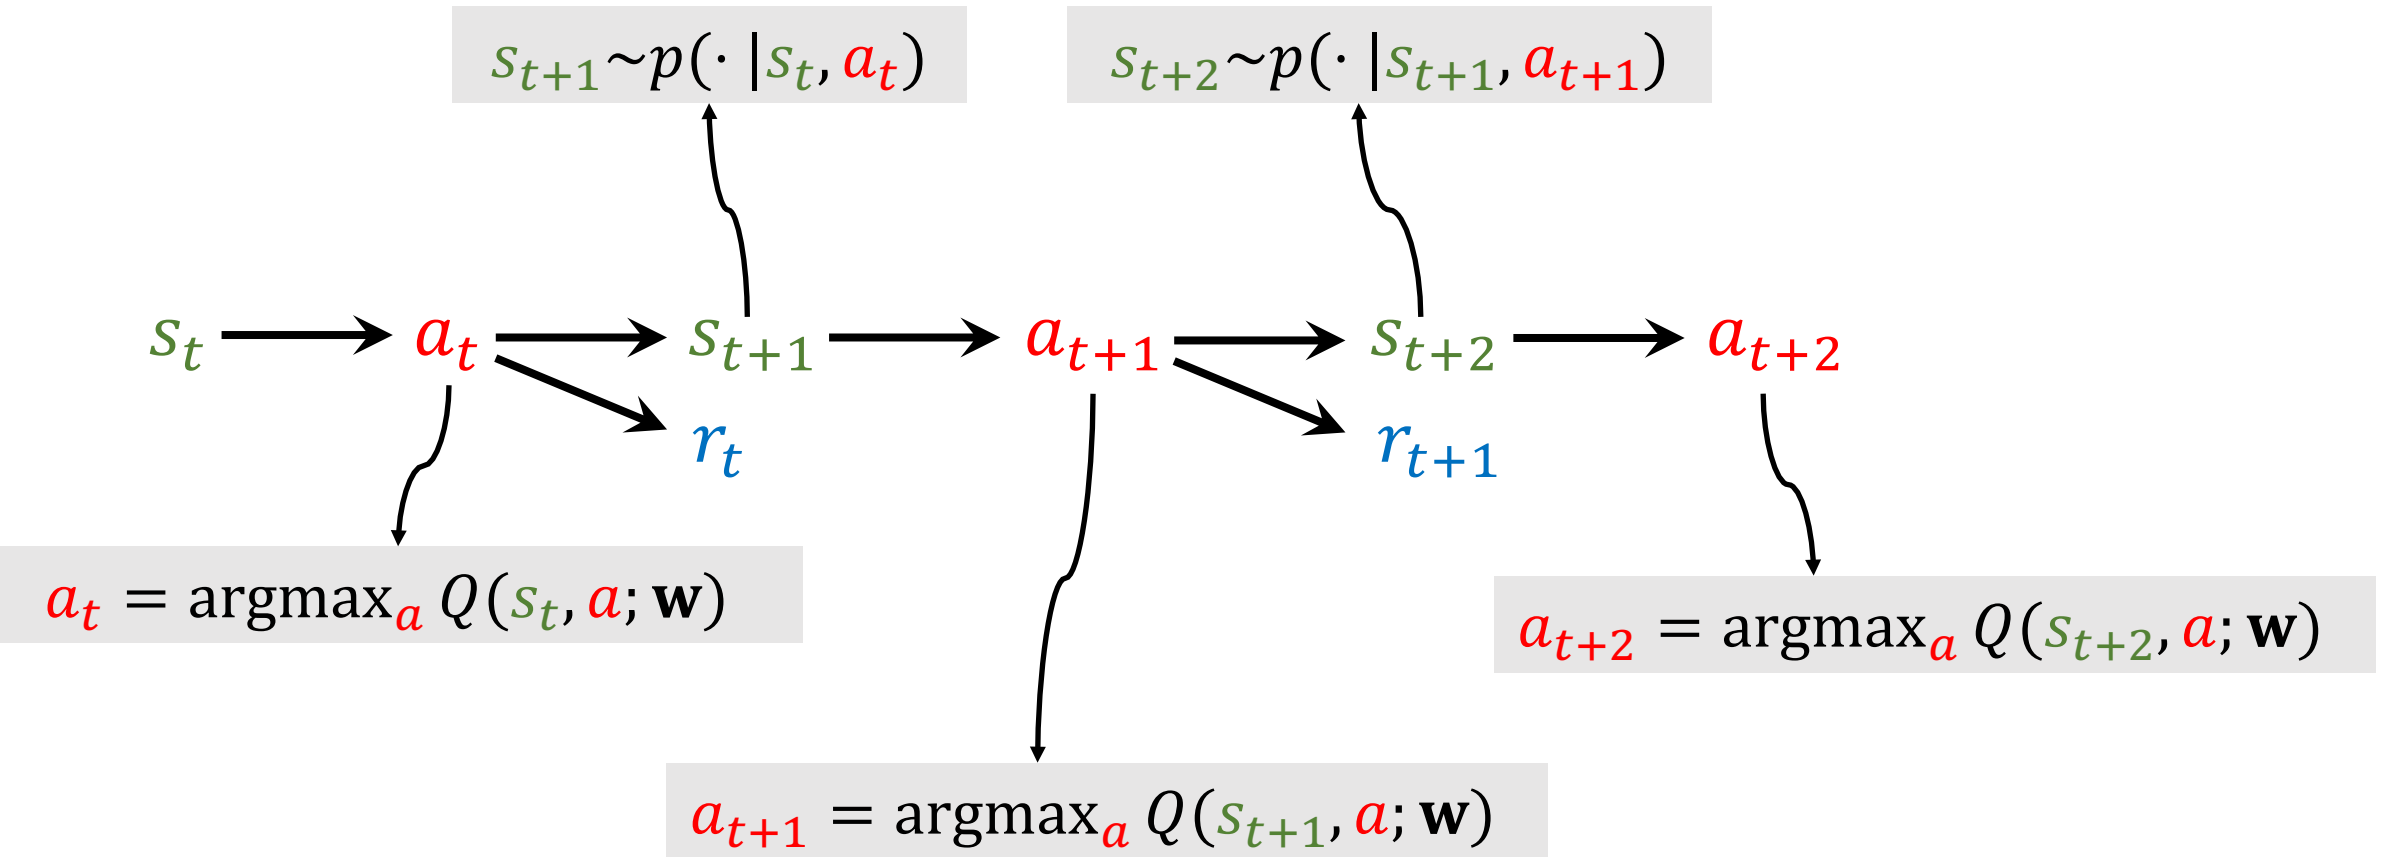 s_{t+1}~p(· |s_t, a_t)
s_{t+2}~p(· |s_{t+1}, a_{t+1})
s_t a_t s_{t+1} a_{t+1} s_{t+2} a_{t+2}
r_t r_{t+1}
a_t = argmax_a Q(s_t, a; w)
a_{t+2} = argmax_a Q(s_{t+2}, a; w)
a_{t+1} = argmax_a Q(s_{t+1}, a; w)